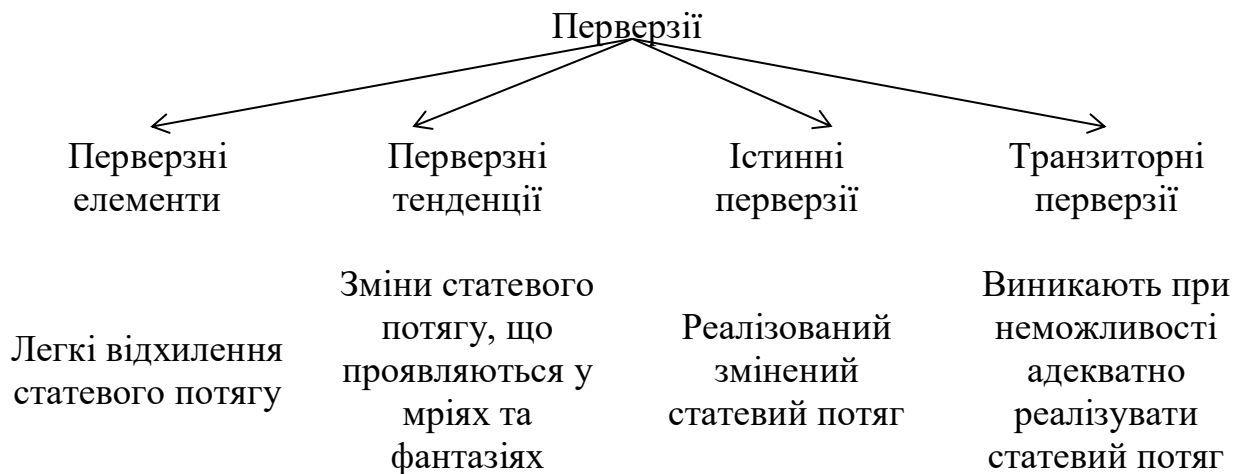 Перверзії
Перверзні
елементи
Перверзні
тенденції
Істинні
перверзії
Транзиторні
перверзії
Легкі відхилення
статевого потягу
Зміни статевого
потягу, що
проявляються у
мріях та
фантазіях
Реалізований
змінений
статевий потяг
Виникають при
неможливості
адекватно
реалізувати
статевий потяг